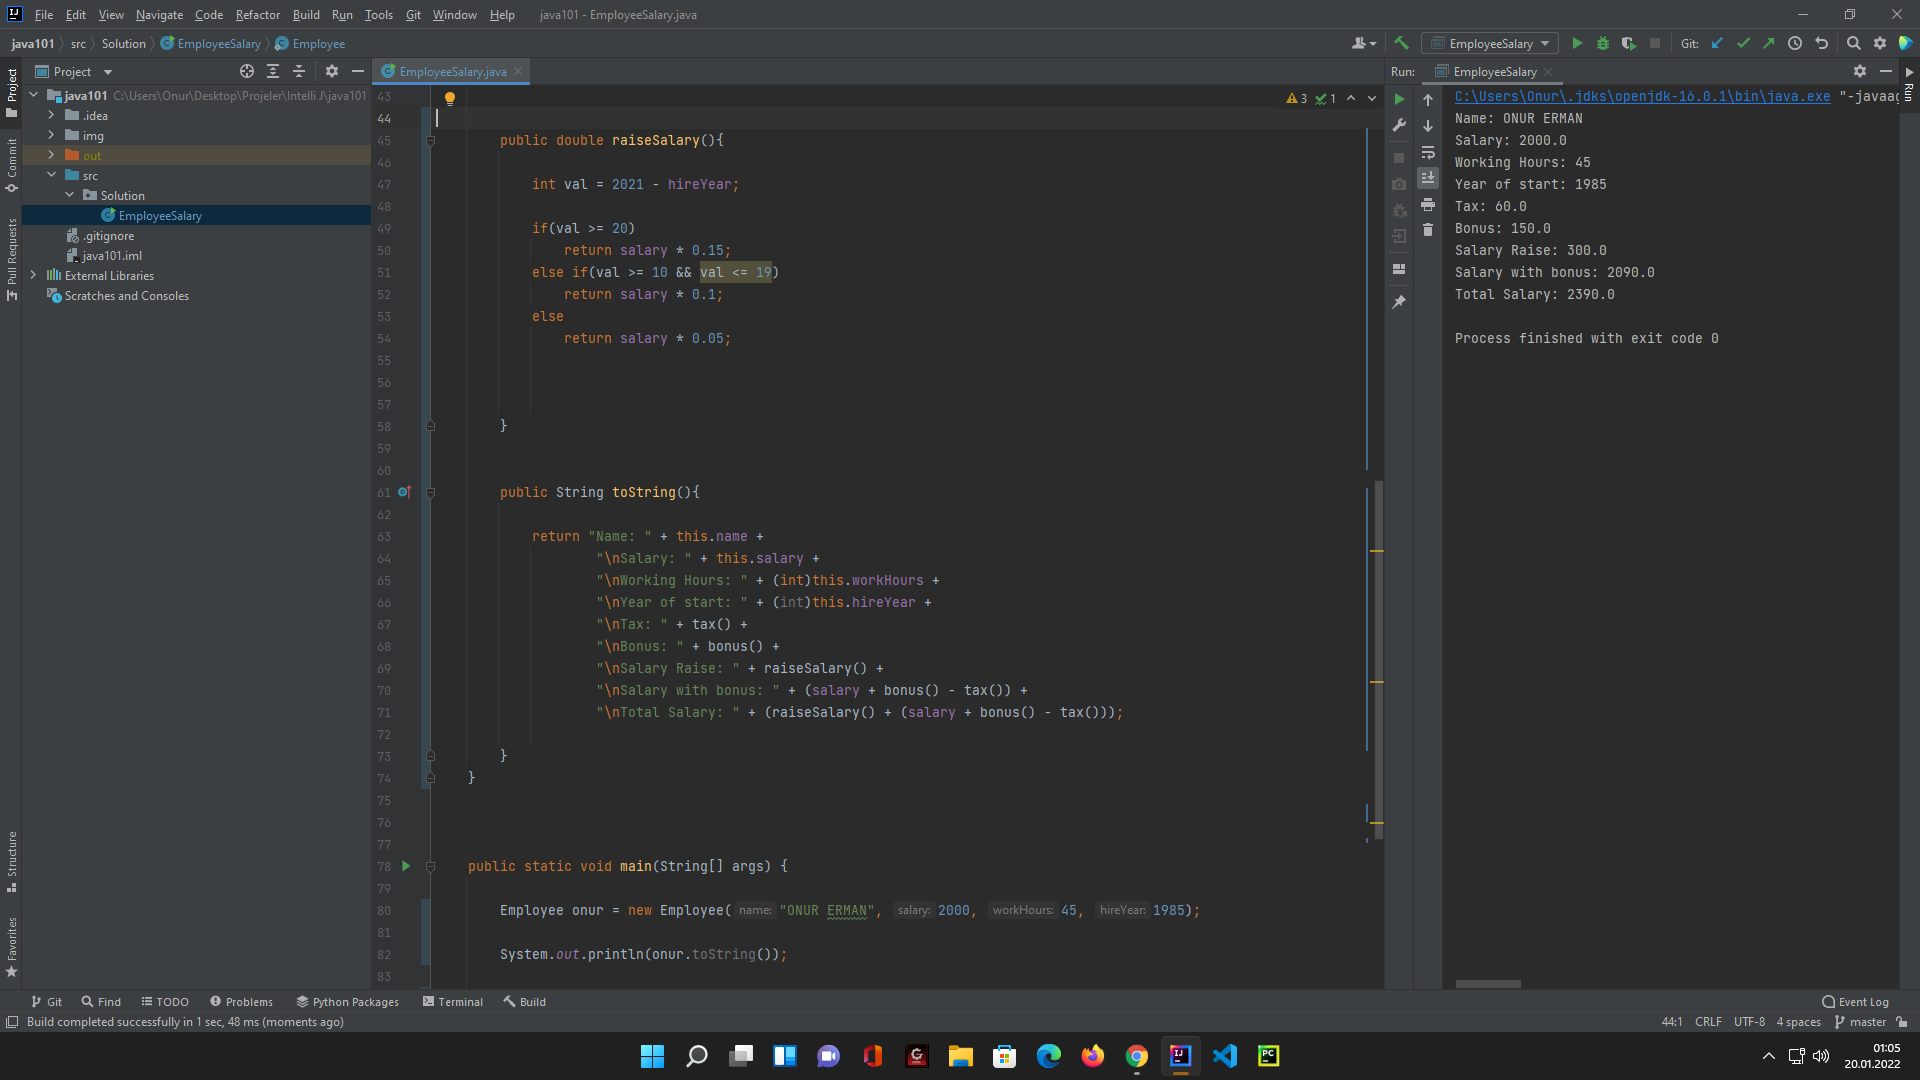 File Edit View Navigate Code Refactor Build Run Tools Git Window Help java101 - EmployeeSalary.java
java101 src Solution EmployeeSalary Employee EmployeeSalary Git:
Project
EmployeeSalary.java
Run: EmployeeSalary
java101 C:\Users\Onur\Desktop\Projeler\Intelli J\java101
.idea
img
out
src
Solution
EmployeeSalary
.gitignore
java101.iml
External Libraries
Scratches and Consoles
Project
Commit
Pull Requests
Structure
Favorites
3 1
43
44
45 public double raiseSalary(){
46
47 int val = 2021 - hireYear;
48
49 if(val >= 20)
50 return salary * 0.15;
51 else if(val >= 10 && val <= 19)
52 return salary * 0.1;
53 else
54 return salary * 0.05;
55
56
57
58 }
59
60
61 public String toString(){
62
63 return "Name: " + this.name +
64 "\nSalary: " + this.salary +
65 "\nWorking Hours: " + (int)this.workHours +
66 "\nYear of start: " + (int)this.hireYear +
67 "\nTax: " + tax() +
68 "\nBonus: " + bonus() +
69 "\nSalary Raise: " + raiseSalary() +
70 "\nSalary with bonus: " + (salary + bonus() - tax()) +
71 "\nTotal Salary: " + (raiseSalary() + (salary + bonus() - tax()));
72
73 }
74 }
75
76
77
78 public static void main(String[] args) {
79
80 Employee onur = new Employee( name: "ONUR ERMAN", salary: 2000, workHours: 45, hireYear: 1985);
81
82 System.out.println(onur.toString());
83
C:\Users\Onur\.jdks\openjdk-16.0.1\bin\java.exe "-javaag
Name: ONUR ERMAN
Salary: 2000.0
Working Hours: 45
Year of start: 1985
Tax: 60.0
Bonus: 150.0
Salary Raise: 300.0
Salary with bonus: 2090.0
Total Salary: 2390.0
Process finished with exit code 0
Run
Git Find TODO Problems Python Packages Terminal Build Event Log
Build completed successfully in 1 sec, 48 ms (moments ago) 44:1 CRLF UTF-8 4 spaces master
01:05
20.01.2022